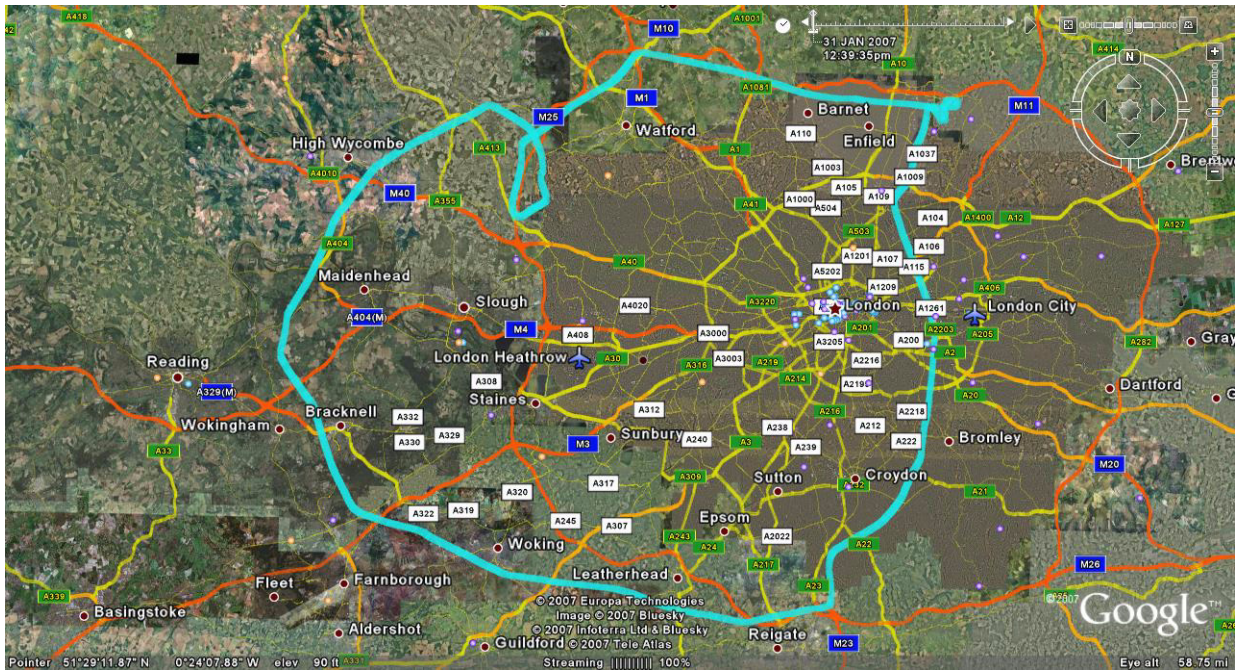 A418
M10
A1001
31 JAN 2007
12:39:35pm
N
A414
A10
A1081
M1
M11
M25
Barnet
Watford
A110
Enfield
High Wycombe
A413
A1
A1037
A4010
A1003
A1009
M40
A105
A109
A355
A1000
A504
A41
A104
A1400
A12
A127
A503
A404
A106
A40
A1201
A107
A115
Maidenhead
A5202
A1209
A406
Slough
A4020
A3220
London
A1261
London City
A404(M)
M4
A408
A3000
A201
A2203
A205
A3205
A200
A282
London Heathrow
A30
A3003
A219
A2216
A2
Reading
A316
A214
A329(M)
A308
A2199
A20
Dartford
Staines
Bracknell
A332
A312
A216
A2218
Wokingham
A330
A329
M3
Sunbury
A238
A212
A240
A3
A239
A222
Bromley
A33
M20
A309
Sutton
Croydon
A317
A320
A21
A322
A319
A245
A307
Epsom
A243
A2022
A22
Woking
A24
A217
M26
Fleet
Farnborough
Leatherhead
A23
A339
Basingstoke
© 2007 Europa Technologies
Image © 2007 Bluesky
© 2007 Infoterra Ltd & Bluesky
© 2007 Tele Atlas
©2007 Google™
Aldershot
Reigate
M23
Guildford
A331
Pointer 51°29'11.87" N 0°24'07.88" W elev 90 ft
Streaming 100%
Eye alt 58.75 mi